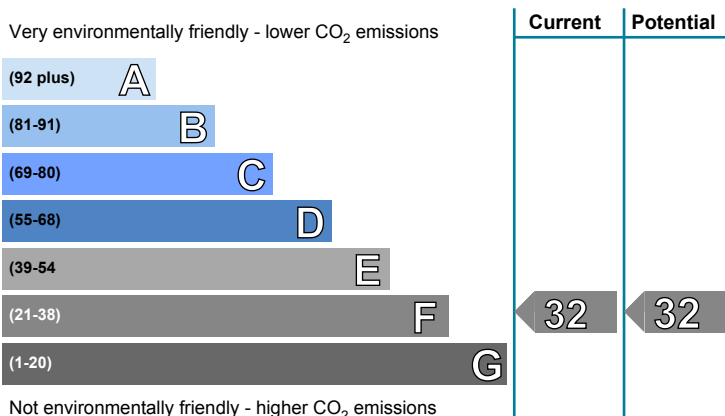 Very environmentally friendly - lower CO₂ emissions
Current Potential
(92 plus) A
(81-91) B
(69-80) C
(55-68) D
(39-54 E
(21-38) F 32 32
(1-20) G
Not environmentally friendly - higher CO₂ emissions